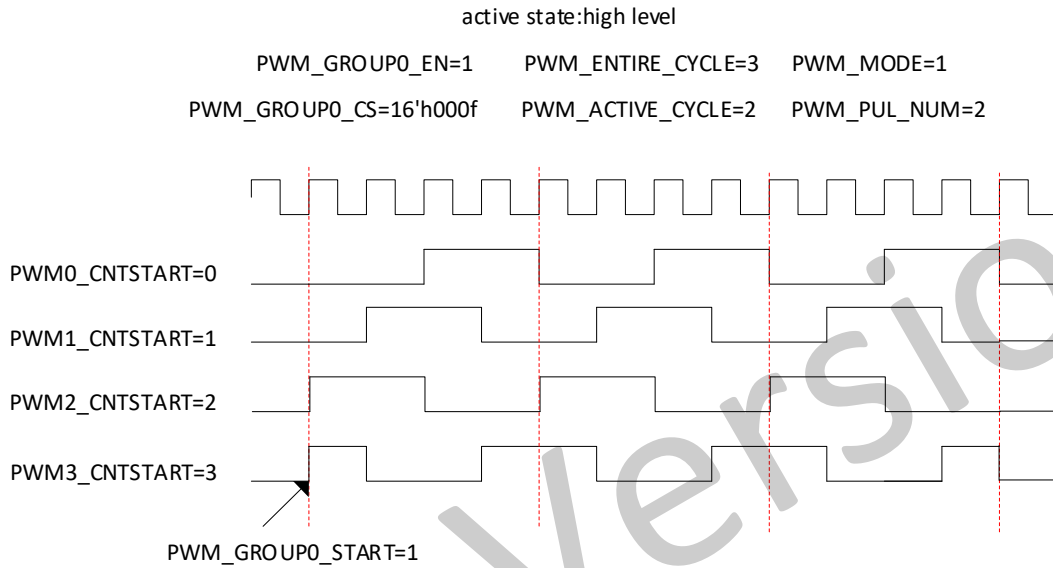 active state:high level
PWM_GROUP0_EN=1 PWM_ENTIRE_CYCLE=3 PWM_MODE=1
PWM_GROUP0_CS=16'h000f PWM_ACTIVE_CYCLE=2 PWM_PUL_NUM=2
PWM0_CNTSTART=0
PWM1_CNTSTART=1
PWM2_CNTSTART=2
PWM3_CNTSTART=3
PWM_GROUP0_START=1
Versio